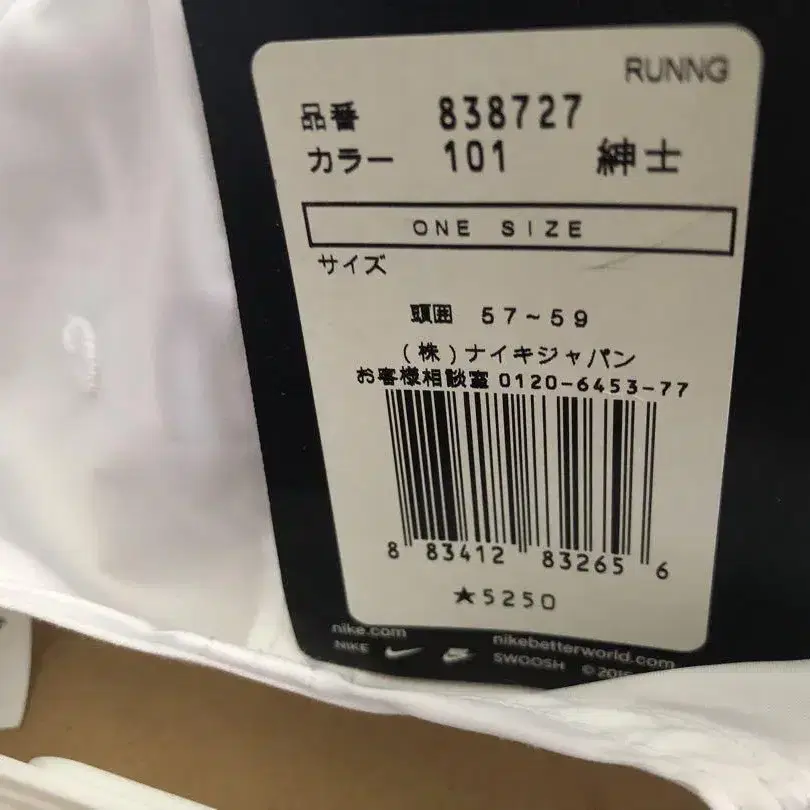 RUNNG
品番 838727
カラー 101 紳士
ONE SIZE
サイズ
頭囲 57~59
(株)ナイキジャパン
お客様相談室 0120-6453-77
8 83412 83265 6
★5250
nike.com nikebetterworld.com
NIKE SWOOSH